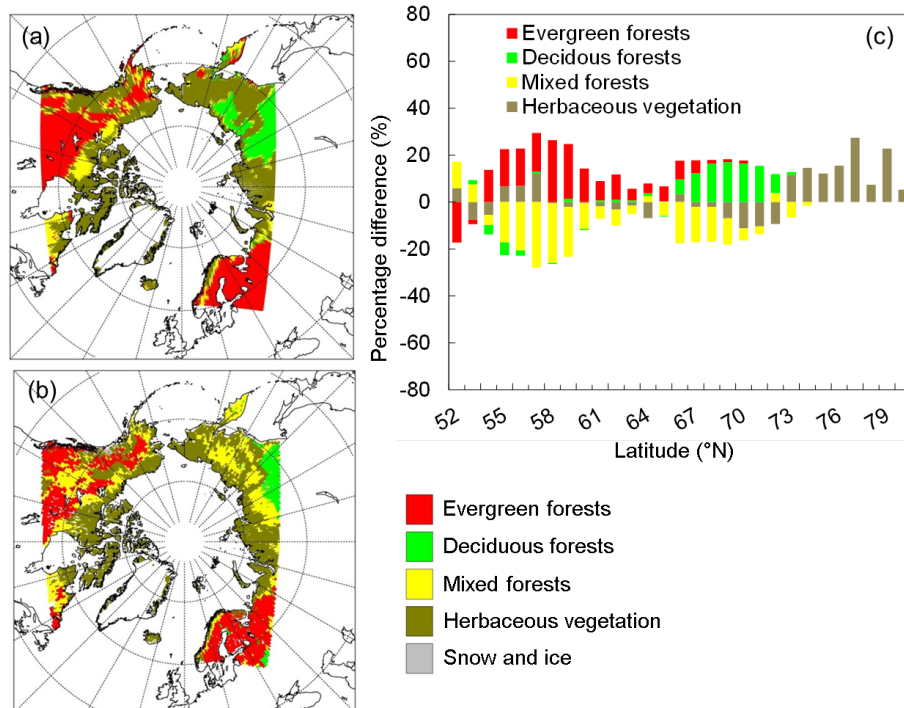 (a)
(b)
(c)
Percentage difference (%)
80
60
40
20
0
-20
-40
-60
-80
Evergreen forests
Decidous forests
Mixed forests
Herbaceous vegetation
52 55 58 61 64 67 70 73 76 79
Latitude (°N)
Evergreen forests
Deciduous forests
Mixed forests
Herbaceous vegetation
Snow and ice